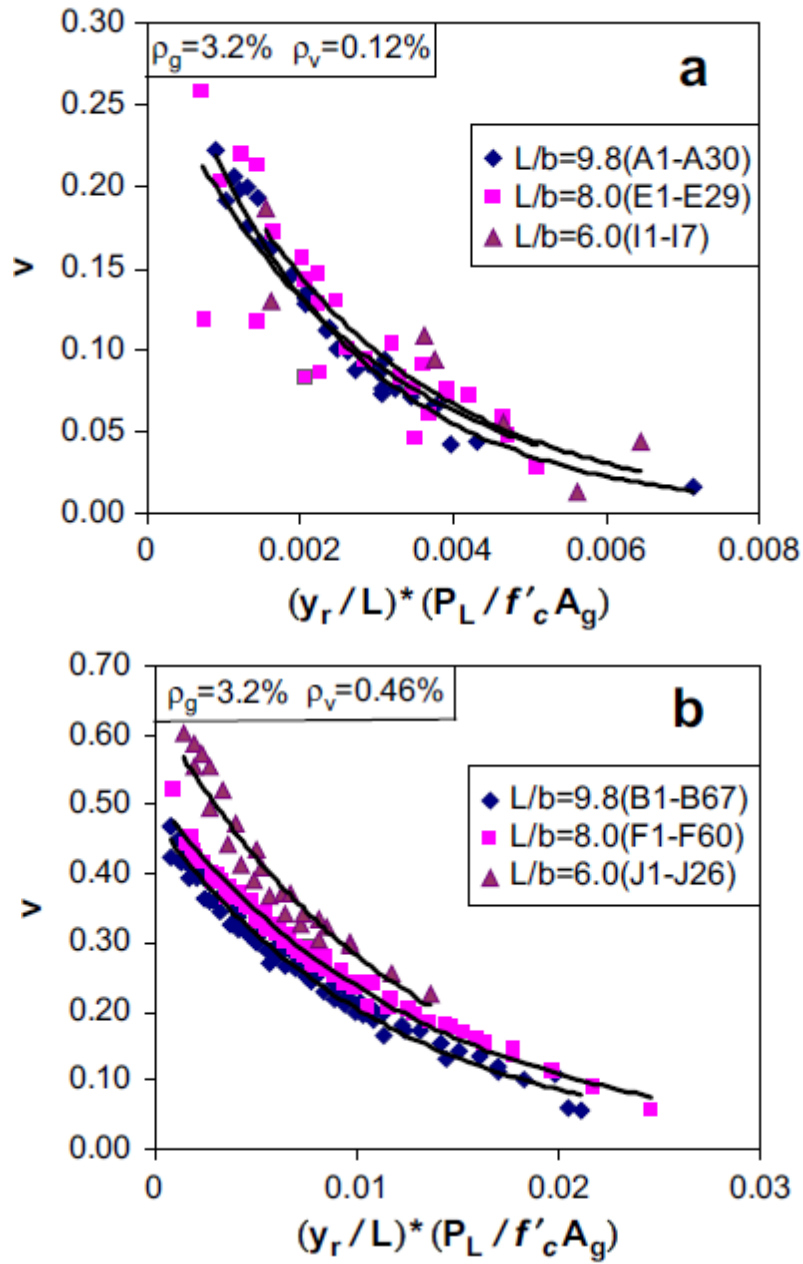 0.30
ρg=3.2% ρv=0.12%
a
0.25
L/b=9.8(A1-A30)
0.20
L/b=8.0(E1-E29)
L/b=6.0(I1-I7)
v
0.15
0.10
0.05
0.00
0 0.002 0.004 0.006 0.008
(yr / L)* (PL / f′c Ag)
0.70
ρg=3.2% ρv=0.46%
b
0.60
L/b=9.8(B1-B67)
0.50
L/b=8.0(F1-F60)
L/b=6.0(J1-J26)
0.40
v
0.30
0.20
0.10
0.00
0 0.01 0.02 0.03
(yr / L)* (PL / f′c Ag)